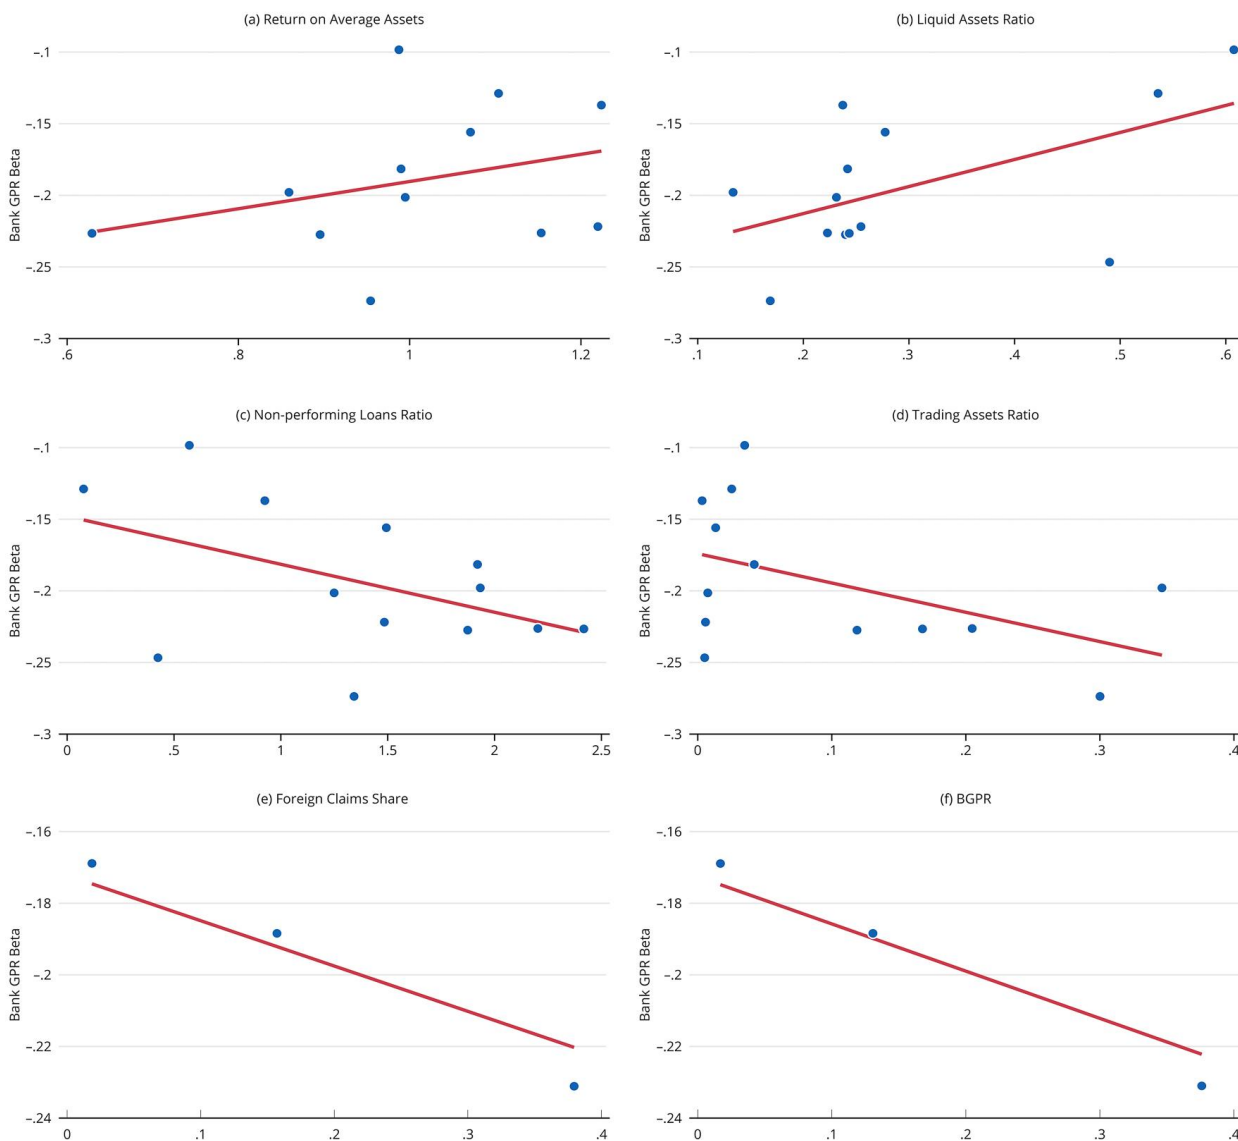 (a) Return on Average Assets
Bank GPR Beta
–.1
–.15
–.2
–.25
–.3
.6 .8 1 1.2
(b) Liquid Assets Ratio
Bank GPR Beta
–.1
–.15
–.2
–.25
–.3
.1 .2 .3 .4 .5 .6
(c) Non-performing Loans Ratio
Bank GPR Beta
–.1
–.15
–.2
–.25
–.3
0 .5 1 1.5 2 2.5
(d) Trading Assets Ratio
Bank GPR Beta
–.1
–.15
–.2
–.25
–.3
0 .1 .2 .3 .4
(e) Foreign Claims Share
Bank GPR Beta
–.16
–.18
–.2
–.22
–.24
0 .1 .2 .3 .4
(f) BGPR
Bank GPR Beta
–.16
–.18
–.2
–.22
–.24
0 .1 .2 .3 .4